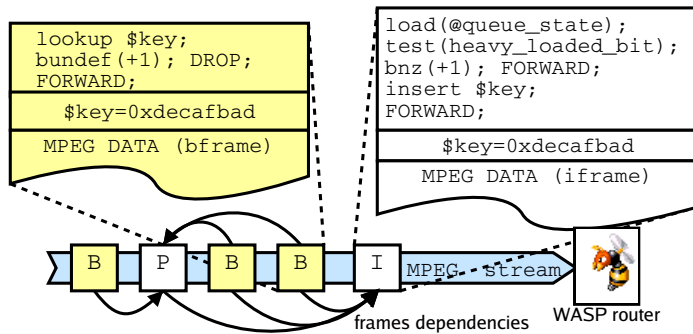 lookup $key;
bundef(+1); DROP;
FORWARD;
$key=0xdecafbad
MPEG DATA (bframe)
load(@queue_state);
test(heavy_loaded_bit);
bnz(+1); FORWARD;
insert $key;
FORWARD;
$key=0xdecafbad
MPEG DATA (iframe)
B P B B I MPEG stream
WASP router
frames dependencies